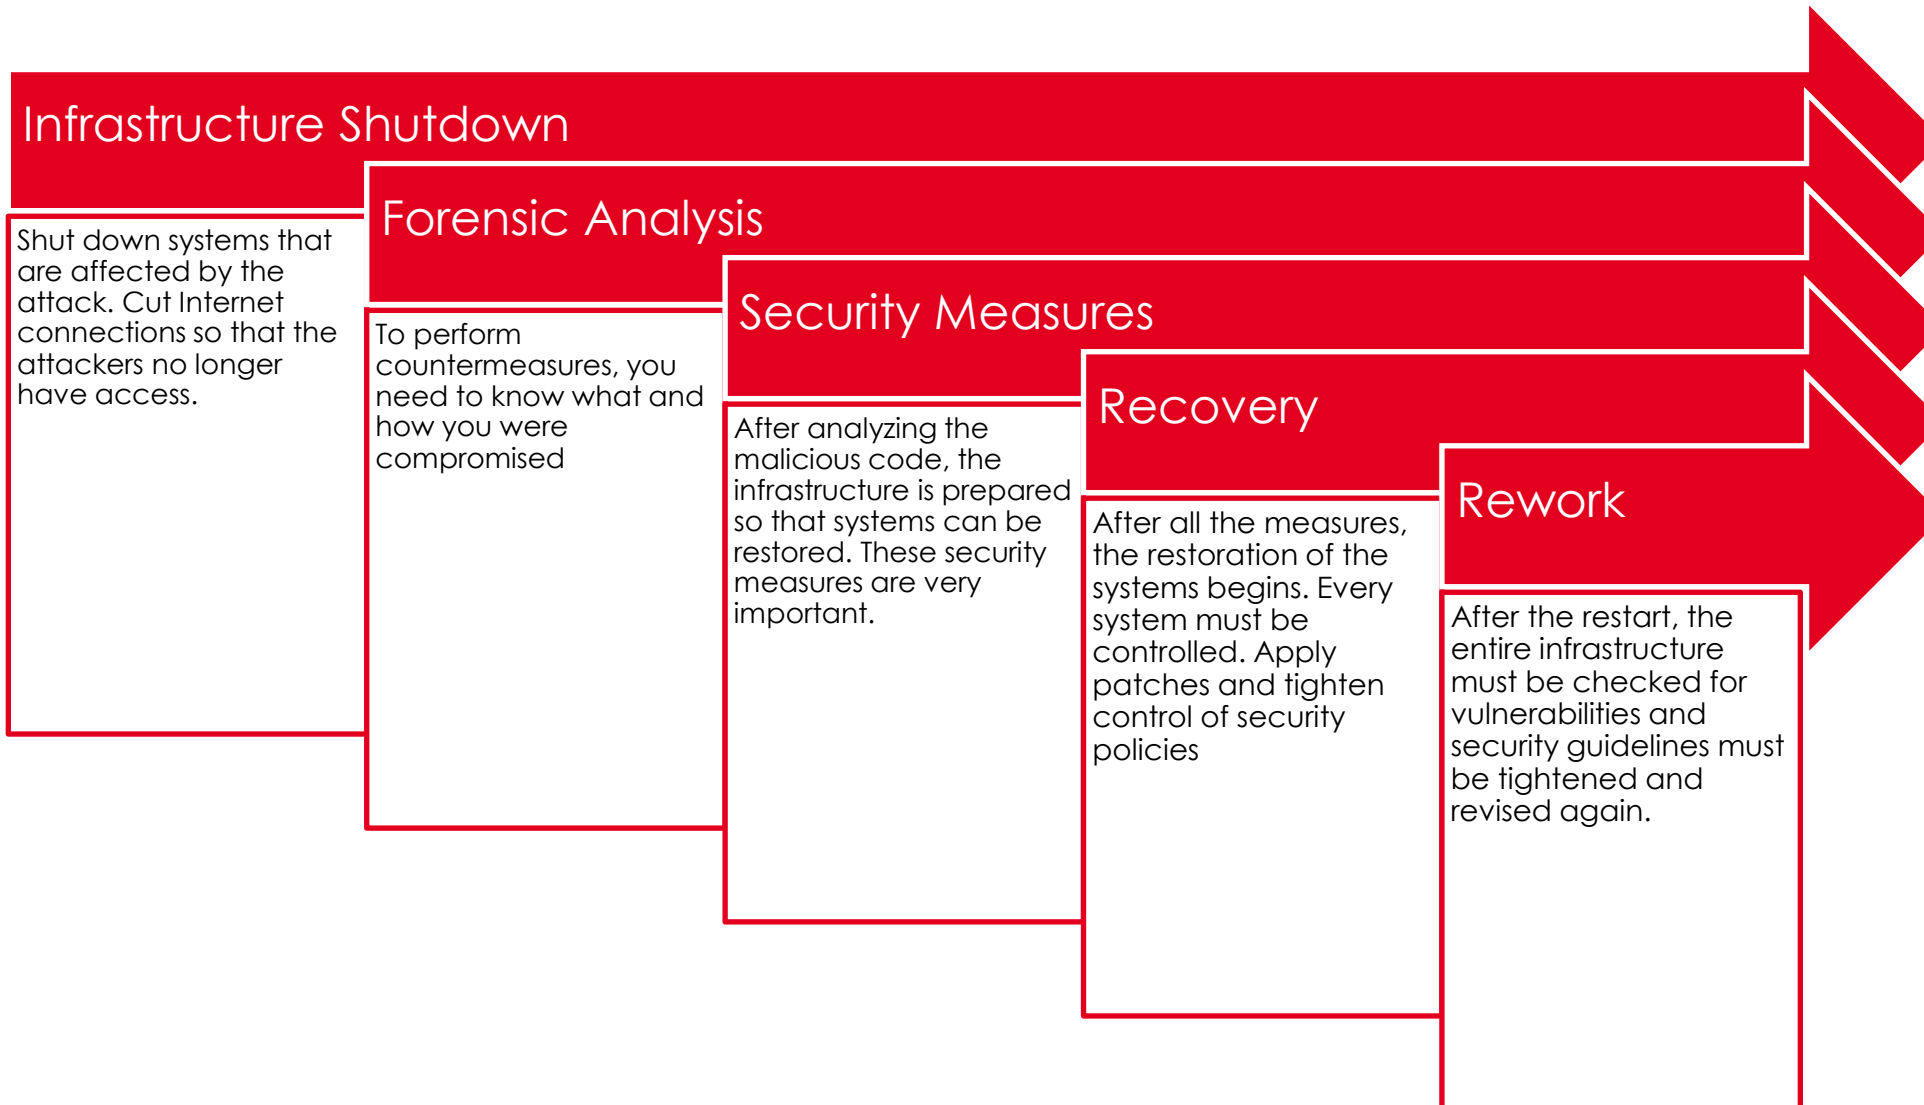 Infrastructure Shutdown
Shut down systems that
are affected by the
attack. Cut Internet
connections so that the
attackers no longer
have access.
Forensic Analysis
To perform
countermeasures, you
need to know what and
how you were
compromised
Security Measures
After analyzing the
malicious code, the
infrastructure is prepared
so that systems can be
restored. These security
measures are very
important.
Recovery
After all the measures,
the restoration of the
systems begins. Every
system must be
controlled. Apply
patches and tighten
control of security
policies
Rework
After the restart, the
entire infrastructure
must be checked for
vulnerabilities and
security guidelines must
be tightened and
revised again.